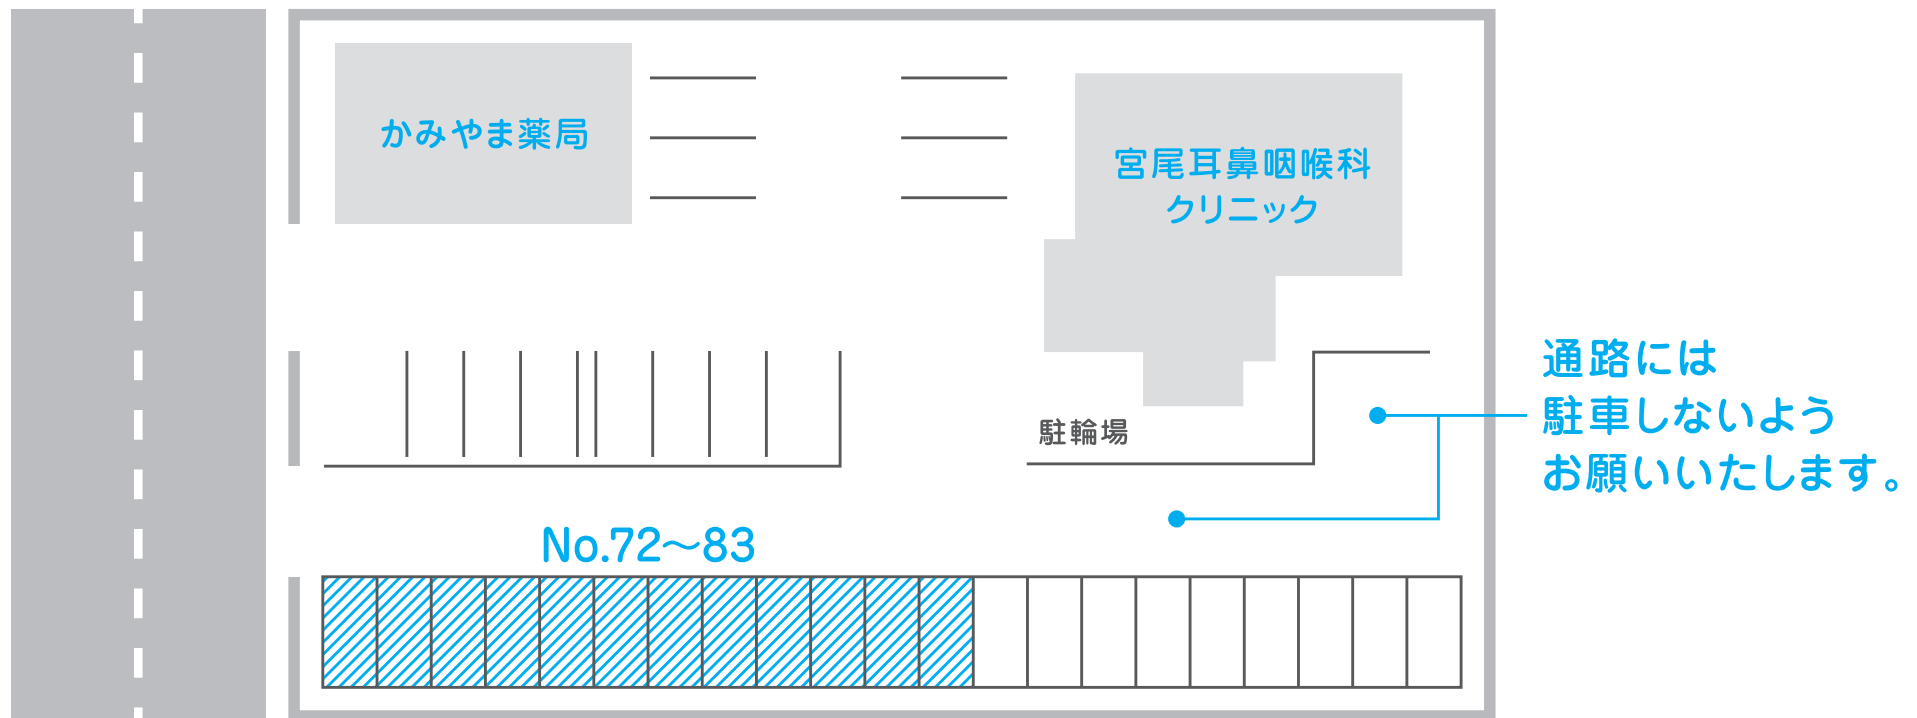 かみやま薬局
宮尾耳鼻咽喉科
クリニック
駐輪場
通路には
駐車しないよう
お願いいたします。
No.72〜83